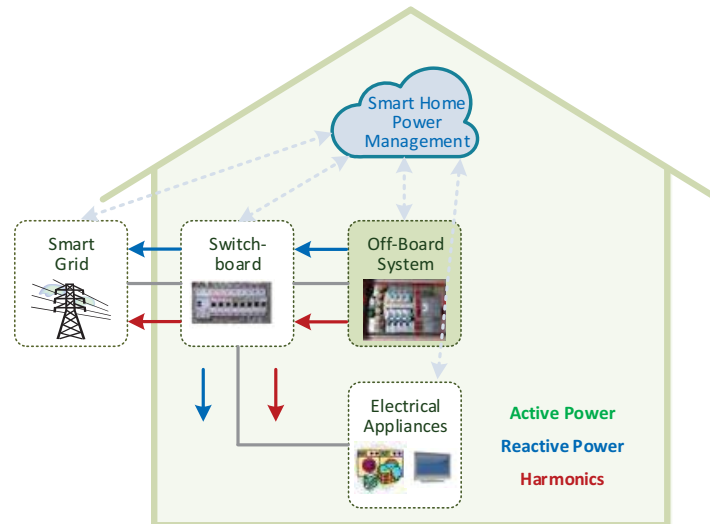 Smart Home
Power
Management
Smart
Grid
Switch-
board
Off-Board
System
Electrical
Appliances
Active Power
Reactive Power
Harmonics